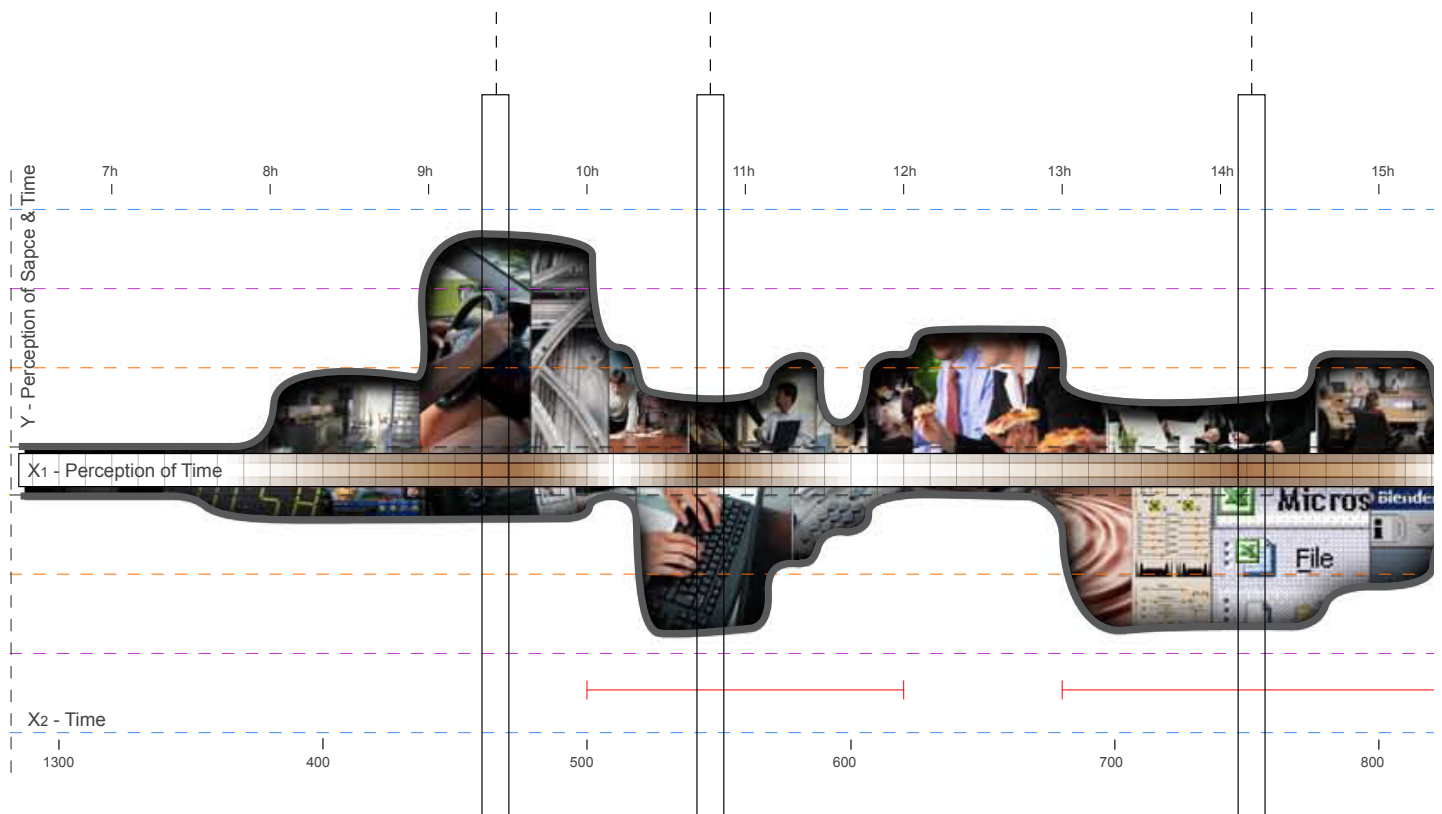 7h 8h 9h 10h 11h 12h 13h 14h 15h
Y - Perception of Sapce & Time
X1 - Perception of Time
Micros
Blende
File
X2 - Time
1300 400 500 600 700 800